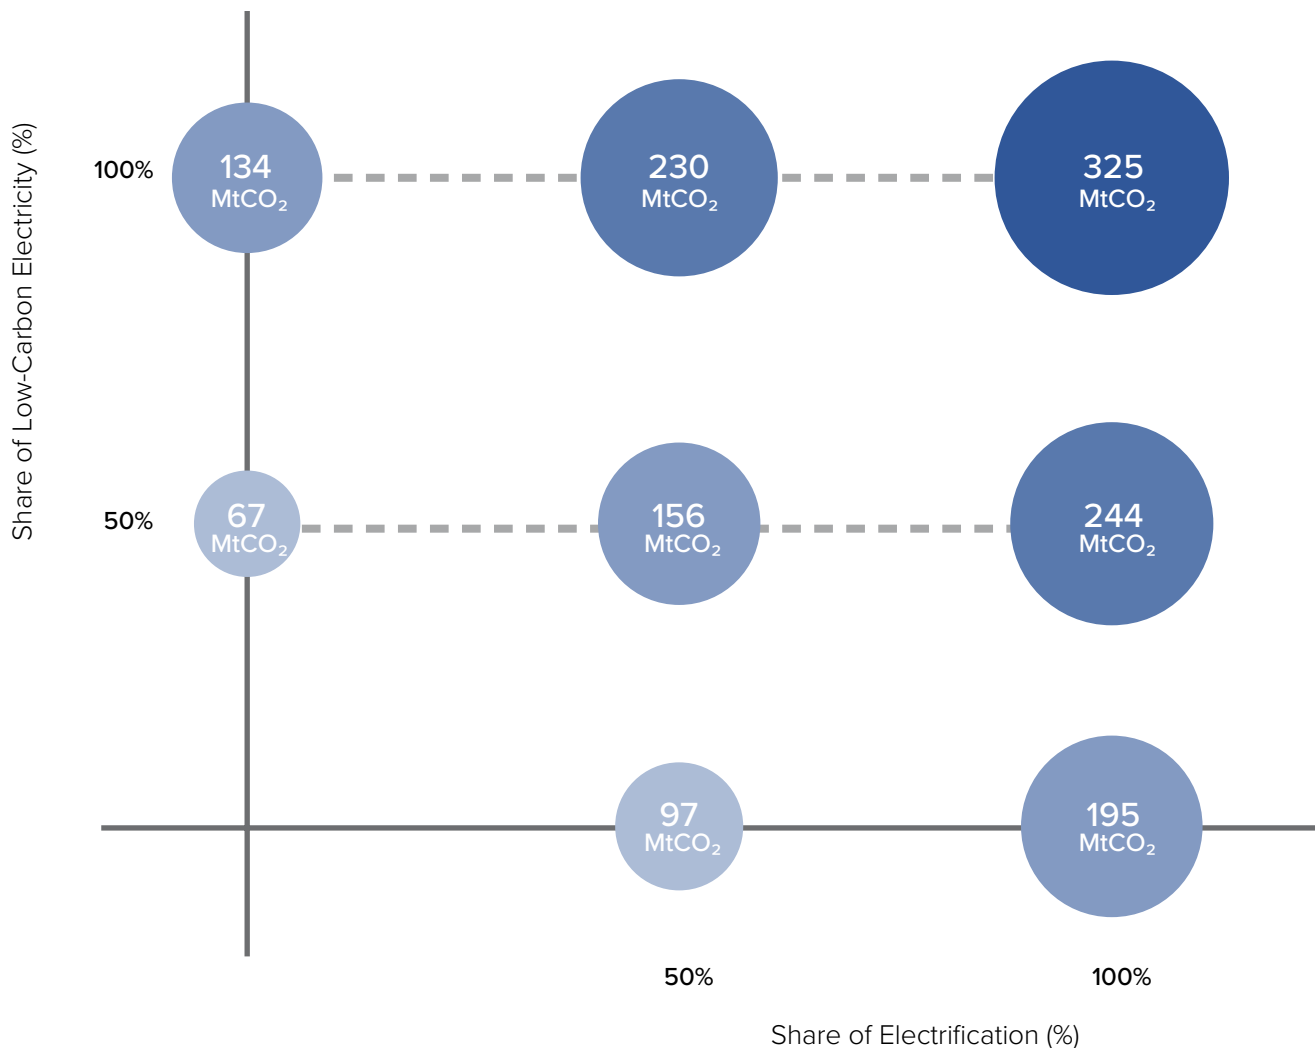 Share of Low-Carbon Electricity (%)
100%
134
MtCO₂
230
MtCO₂
325
MtCO₂
50%
67
MtCO₂
156
MtCO₂
244
MtCO₂
97
MtCO₂
195
MtCO₂
50%
100%
Share of Electrification (%)